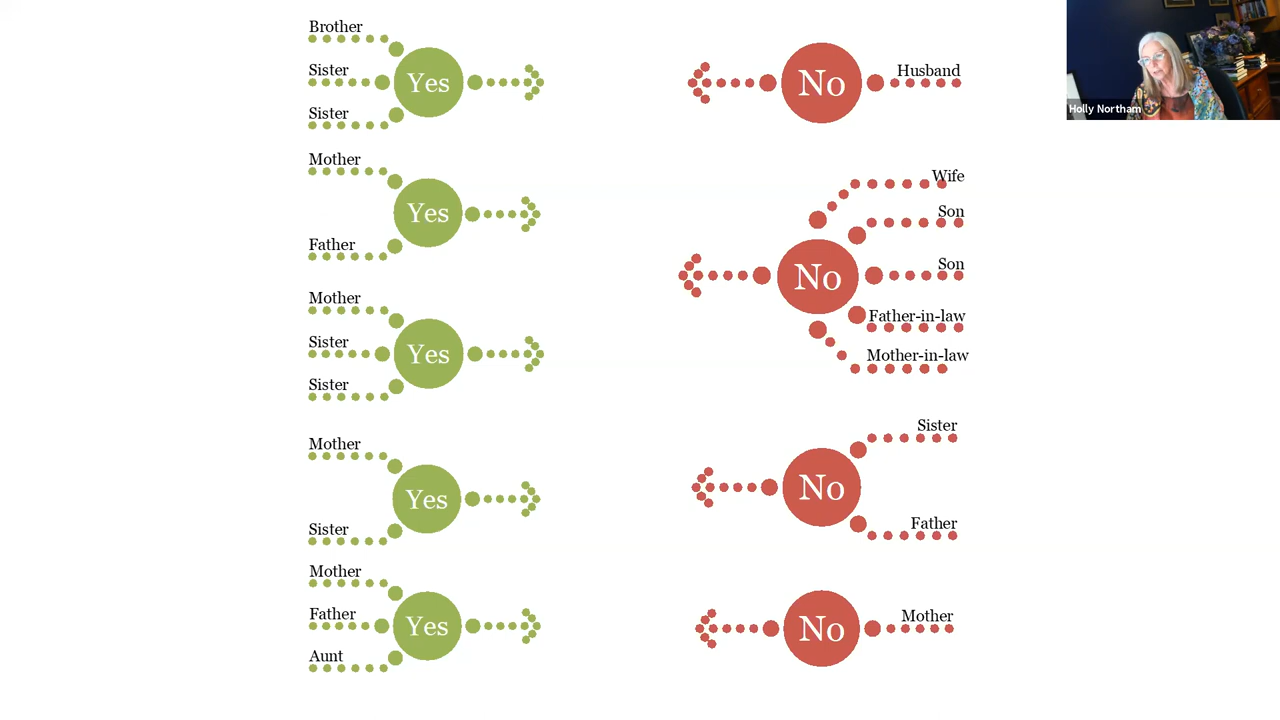 Brother
Sister
Yes
Sister
Mother
Yes
Father
Mother
Sister
Yes
Sister
Mother
Yes
Sister
Mother
Father
Yes
Aunt
No
Husband
Wife
Son
Son
No
Father-in-law
Mother-in-law
Sister
No
Father
No
Mother
Holly Northam